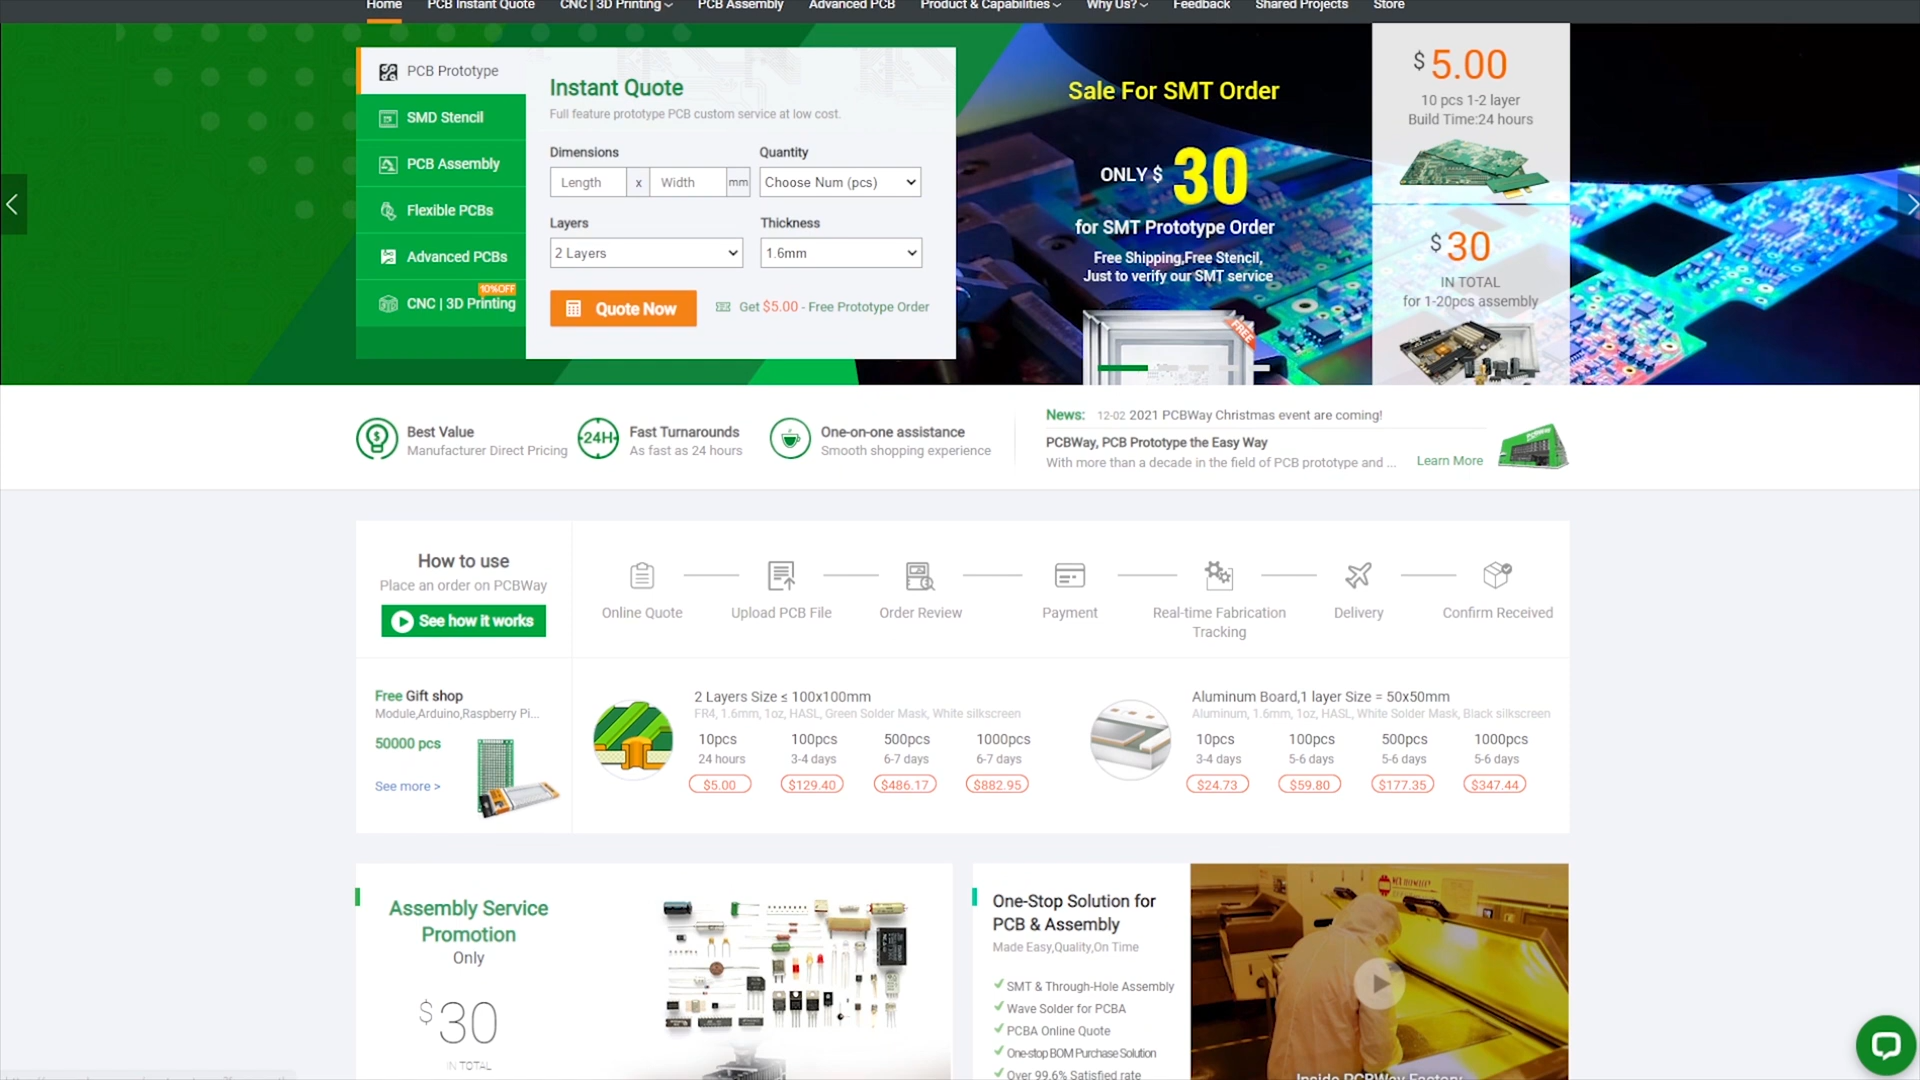 Home PCB Instant Quote CNC | 3D Printing PCB Assembly Advanced PCB Product & Capabilities Why Us? Feedback Shared Projects Store
PCB Prototype
SMD Stencil
PCB Assembly
Flexible PCBs
Advanced PCBs
10%OFF
CNC | 3D Printing
Instant Quote
Full feature prototype PCB custom service at low cost.
Dimensions Quantity
Length x Width mm Choose Num (pcs)
Layers Thickness
2 Layers 1.6mm
Quote Now Get $5.00 - Free Prototype Order
Sale For SMT Order
ONLY $ 30
for SMT Prototype Order
Free Shipping,Free Stencil,
Just to verify our SMT service
FREE
$ 5.00
10 pcs 1-2 layer
Build Time:24 hours
$ 30
IN TOTAL
for 1-20pcs assembly
Best Value
Manufacturer Direct Pricing
24H
Fast Turnarounds
As fast as 24 hours
One-on-one assistance
Smooth shopping experience
News: 12-02 2021 PCBWay Christmas event are coming!
PCBWay, PCB Prototype the Easy Way
With more than a decade in the field of PCB prototype and ... Learn More
How to use
Place an order on PCBWay
See how it works
Online Quote
Upload PCB File
Order Review
Payment
Real-time Fabrication
Tracking
Delivery
Confirm Received
Free Gift shop
Module,Arduino,Raspberry Pi...
50000 pcs
See more >
2 Layers Size ≤ 100x100mm
FR4, 1.6mm, 1oz, HASL, Green Solder Mask, White silkscreen
10pcs 100pcs 500pcs 1000pcs
24 hours 3-4 days 6-7 days 6-7 days
$5.00 $129.40 $486.17 $882.95
Aluminum Board,1 layer Size = 50x50mm
Aluminum, 1.6mm, 1oz, HASL, White Solder Mask, Black silkscreen
10pcs 100pcs 500pcs 1000pcs
3-4 days 5-6 days 5-6 days 5-6 days
$24.73 $59.80 $177.35 $347.44
Assembly Service
Promotion
Only
$30
IN TOTAL
One-Stop Solution for
PCB & Assembly
Made Easy,Quality,On Time
SMT & Through-Hole Assembly
Wave Solder for PCBA
PCBA Online Quote
One-stop BOM Purchase Solution
Over 99.6% Satisfied rate
Inside PCBWay Factory